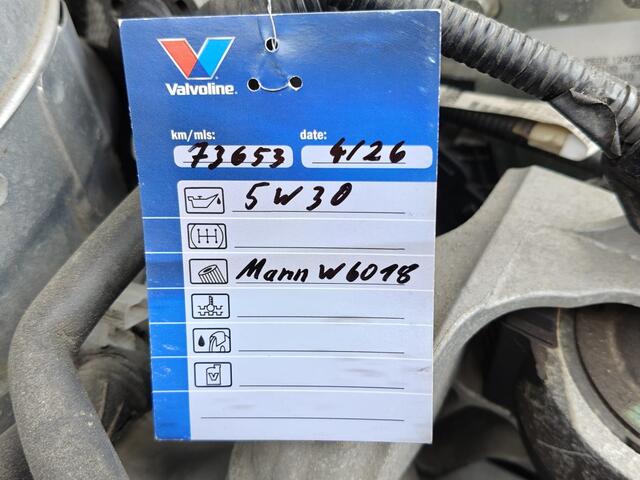 Valvoline.
km/mls: date:
73653 4/26
5W30
Mann W6018